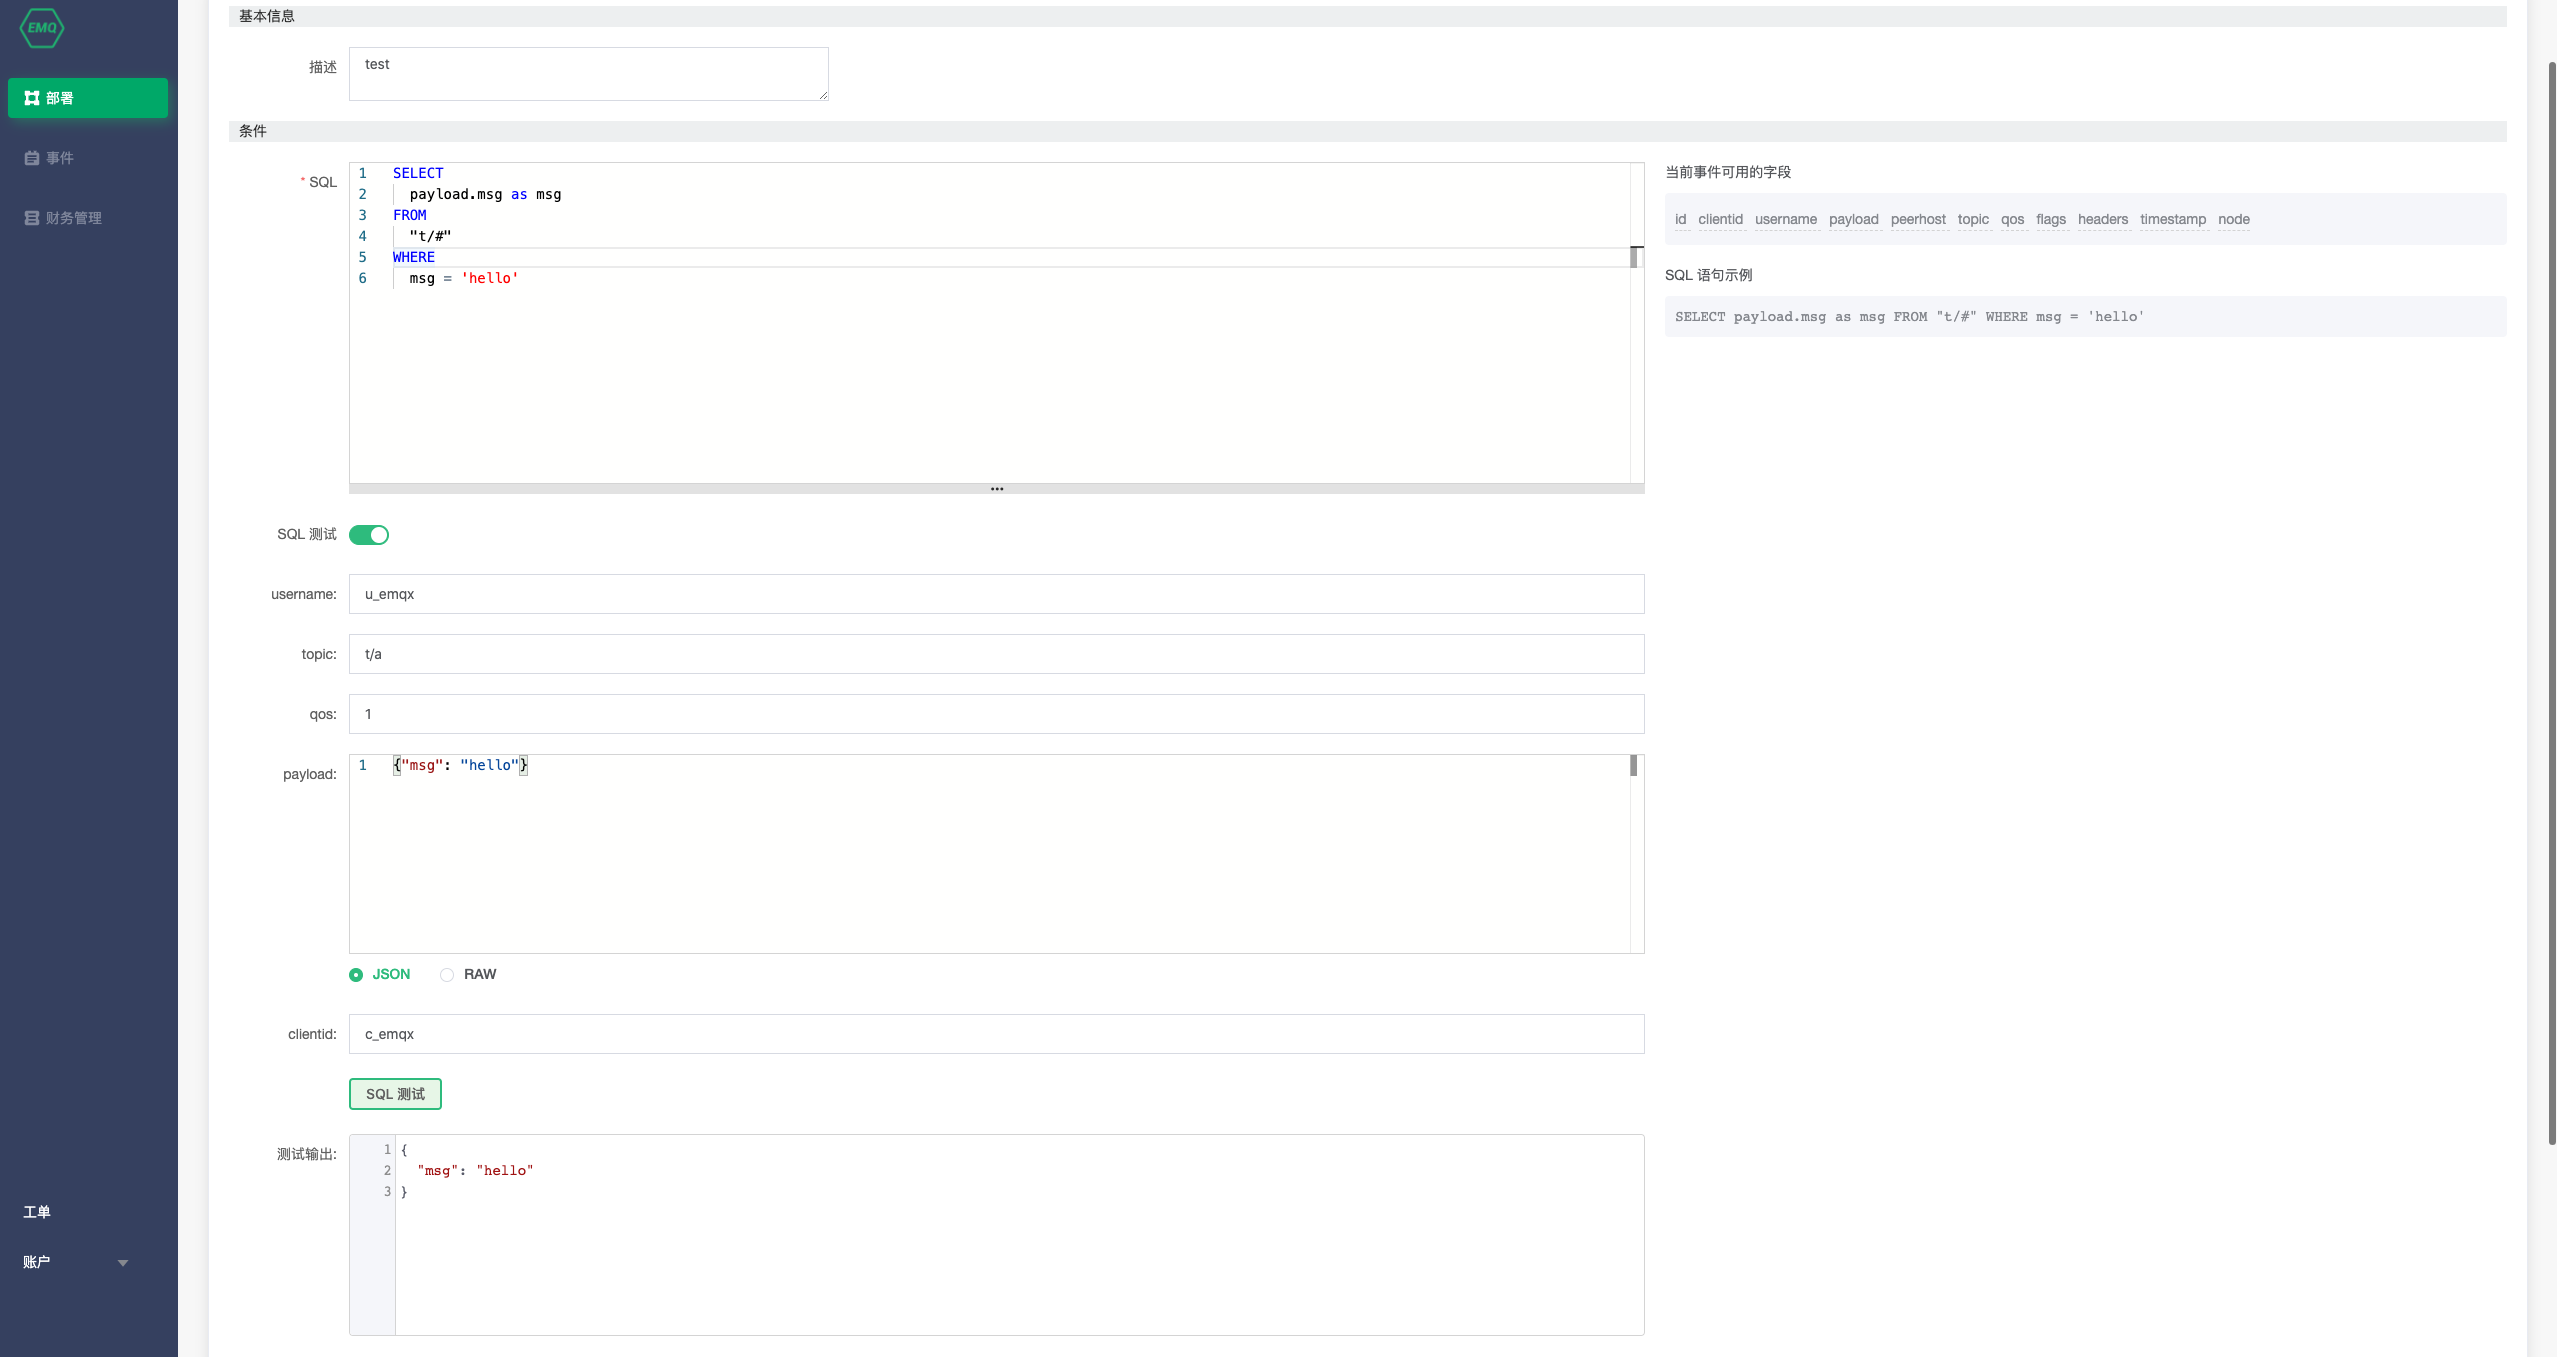 EMQ
部署
事件
财务管理
工单
账户
基本信息
描述
test
条件
* SQL
1 SELECT
2 payload.msg as msg
3 FROM
4 "t/#"
5 WHERE
6 msg = 'hello'
当前事件可用的字段
id clientid username payload peerhost topic qos flags headers timestamp node
SQL 语句示例
SELECT payload.msg as msg FROM "t/#" WHERE msg = 'hello'
SQL 测试
username: u_emqx
topic: t/a
qos: 1
payload:
1 {"msg": "hello"}
JSON RAW
clientid: c_emqx
SQL 测试
测试输出:
1 {
2 "msg": "hello"
3 }